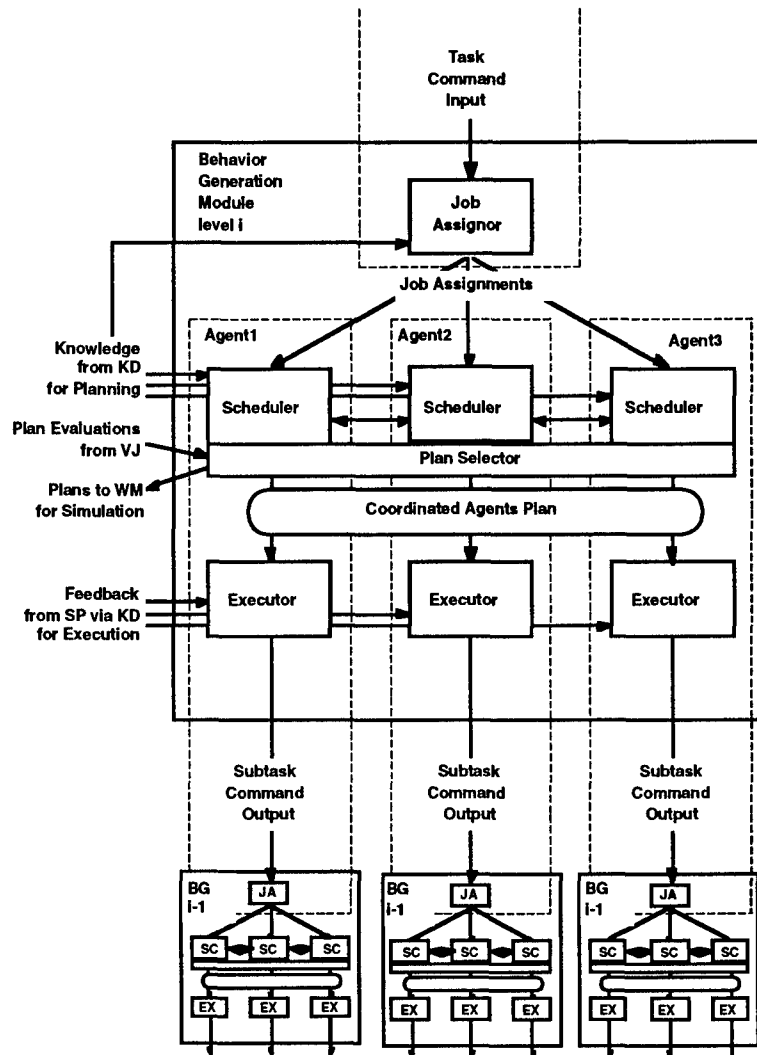 Task
Command
Input
Behavior
Generation
Module
level i
Job
Assignor
Job Assignments
Agent1
Agent2
Agent3
Knowledge
from KD
for Planning
Scheduler
Scheduler
Scheduler
Plan Evaluations
from VJ
Plan Selector
Plans to WM
for Simulation
Coordinated Agents Plan
Feedback
from SP via KD
for Execution
Executor
Executor
Executor
Subtask
Command
Output
Subtask
Command
Output
Subtask
Command
Output
BG
i-1
JA
SC
SC
SC
EX
EX
EX
BG
i-1
JA
SC
SC
SC
EX
EX
EX
BG
i-1
JA
SC
SC
SC
EX
EX
EX